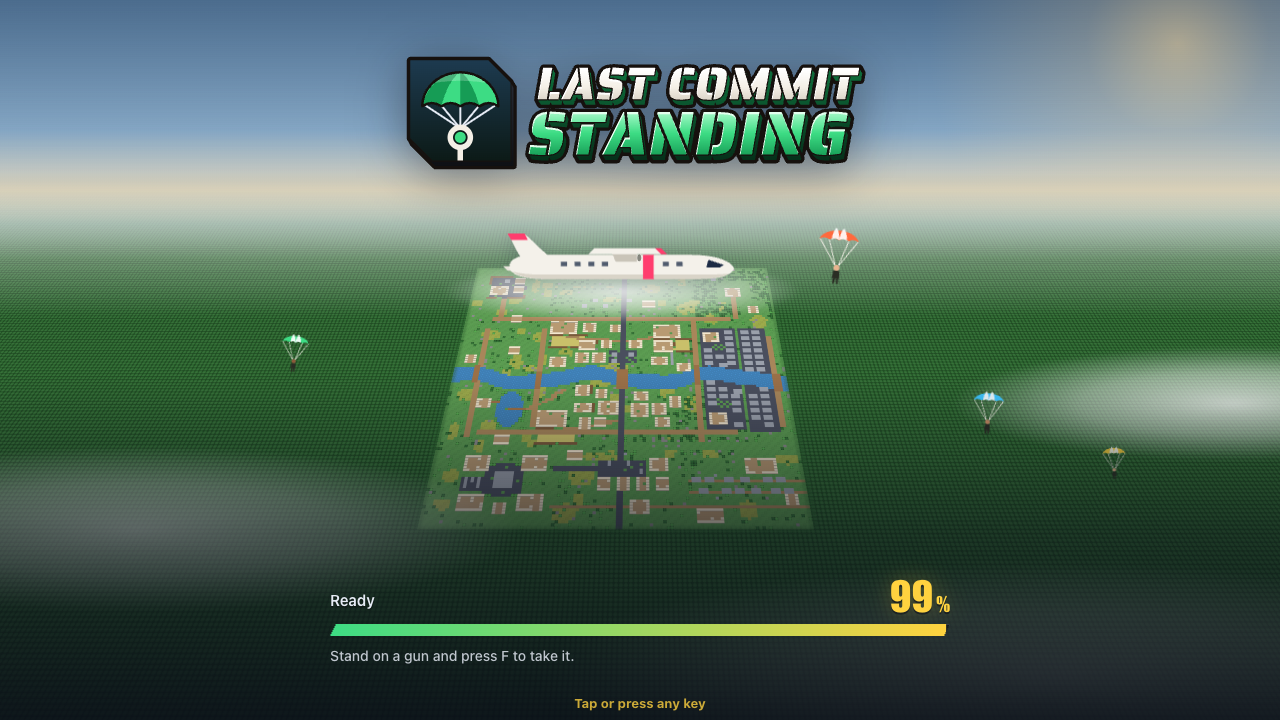 LAST COMMIT
STANDING
Ready
99%
Stand on a gun and press F to take it.
Tap or press any key